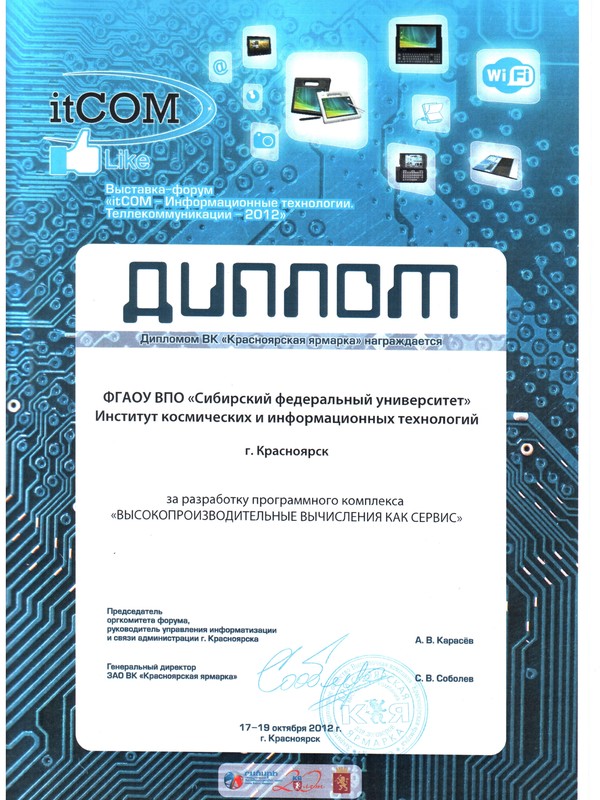 WiFi
@
itCOM
Like
Выставка-форум
«itCOM – Информационные технологии.
Теллекоммуникации – 2012»
ДИПЛОМ
Дипломом ВК «Красноярская ярмарка» награждается
ФГАОУ ВПО «Сибирский федеральный университет»
Институт космических и информационных технологий
г. Красноярск
за разработку программного комплекса
«ВЫСОКОПРОИЗВОДИТЕЛЬНЫЕ ВЫЧИСЛЕНИЯ КАК СЕРВИС»
Председатель
оргкомитета форума,
руководитель управления информатизации
и связи администрации г. Красноярска
А. В. Карасёв
Генеральный директор
ЗАО ВК «Красноярская ярмарка»
С. В. Соболев
КЯ
ЯРМАРКА
17–19 октября 2012 г.
г. Красноярск